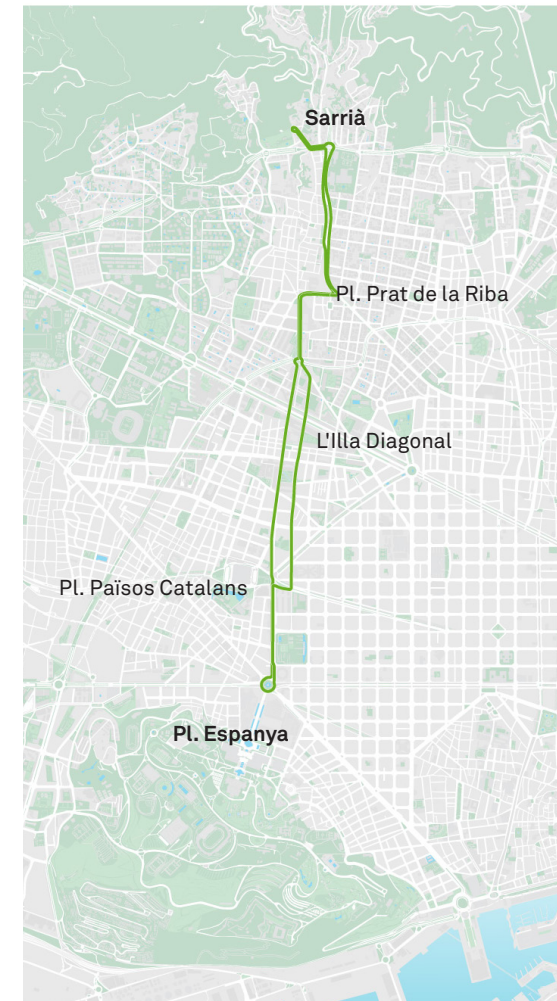 Sarrià
Pl. Prat de la Riba
L'Illa Diagonal
Pl. Països Catalans
Pl. Espanya